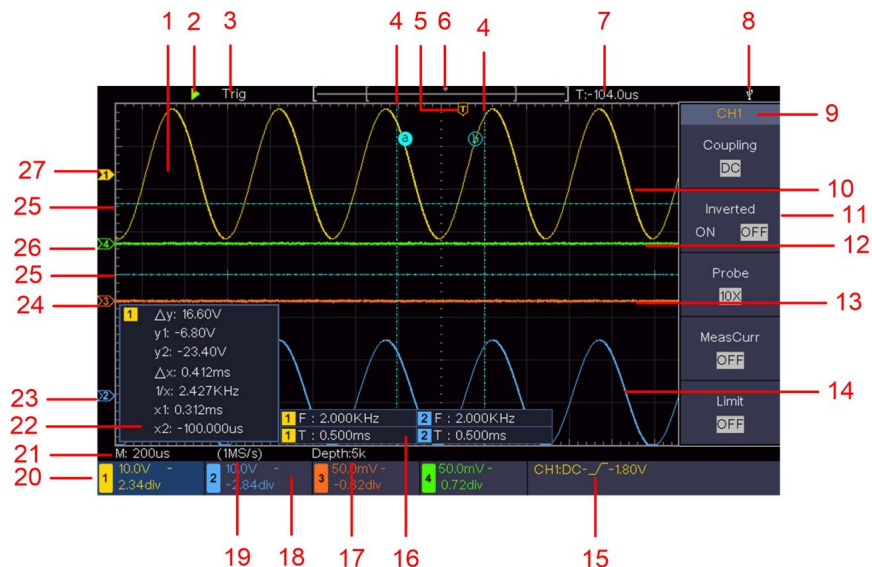 1
2
3
4
5
6
4
7
8
Trig
T
T:-104.0us
CH1
9
a
b
Coupling
DC
27
1
10
25
Inverted
11
ON OFF
26
4
12
25
Probe
10X
24
3
13
1
△y: 16.60V
y1: -6.80V
y2: -23.40V
△x: 0.412ms
1/x: 2.427KHz
x1: 0.312ms
x2: -100.000us
MeasCurr
OFF
23
2
14
Limit
OFF
22
1 F : 2.000KHz 2 F : 2.000KHz
1 T : 0.500ms 2 T : 0.500ms
21
M: 200us (1MS/s) Depth:5k
20
1 10.0V ~ 2 10.0V ~ 3 50.0mV ~ 4 50.0mV ~ CH1:DC- -1.80V
2.34div -2.84div -0.62div 0.72div
19
18
17
16
15